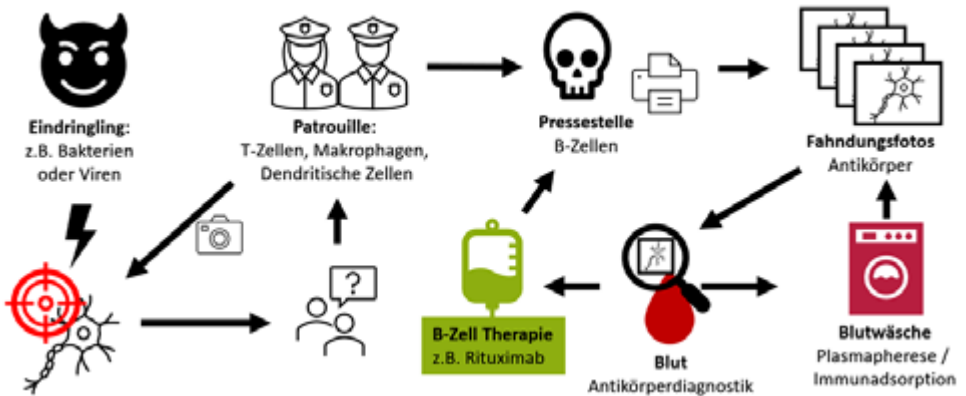 Eindringling:
z.B. Bakterien
oder Viren
Patrouille:
T-Zellen, Makrophagen,
Dendritische Zellen
Pressestelle
B-Zellen
Fahndungsfotos
Antikörper
?
B-Zell Therapie
z.B. Rituximab
Blut
Antikörperdiagnostik
Blutwäsche
Plasmapherese /
Immunadsorption